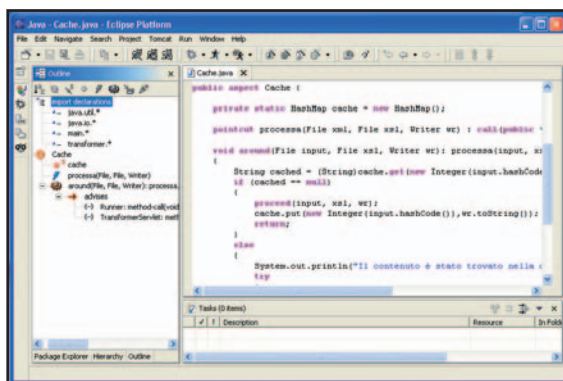 Java - Cache.java - Eclipse Platform
File Edit Navigate Search Project Tomcat Run Window Help
Outline
import declarations
java.util.*
java.io.*
main.*
transformer.*
Cache
cache
processa(File, File, Writer)
around(File, File, Writer): processa
advises
Runner: method-call(void
TransformerServlet: meth
Package Explorer Hierarchy Outline
Cache.java
public aspect Cache {
private static HashMap cache = new HashMap();
pointcut processa(File xml, File xsl, Writer wr) : call(public
void around(File input, File xsl, Writer wr): processa(input, xs
{
String cached = (String)cache.get(new Integer(input.hashCode
if (cached == null)
{
proceed(input, xsl, wr);
cache.put(new Integer(input.hashCode()),wr.toString());
return;
}
else
{
System.out.println("Il contenuto è stato trovato nella
try
Tasks (0 items)
! Description Resource In Folde